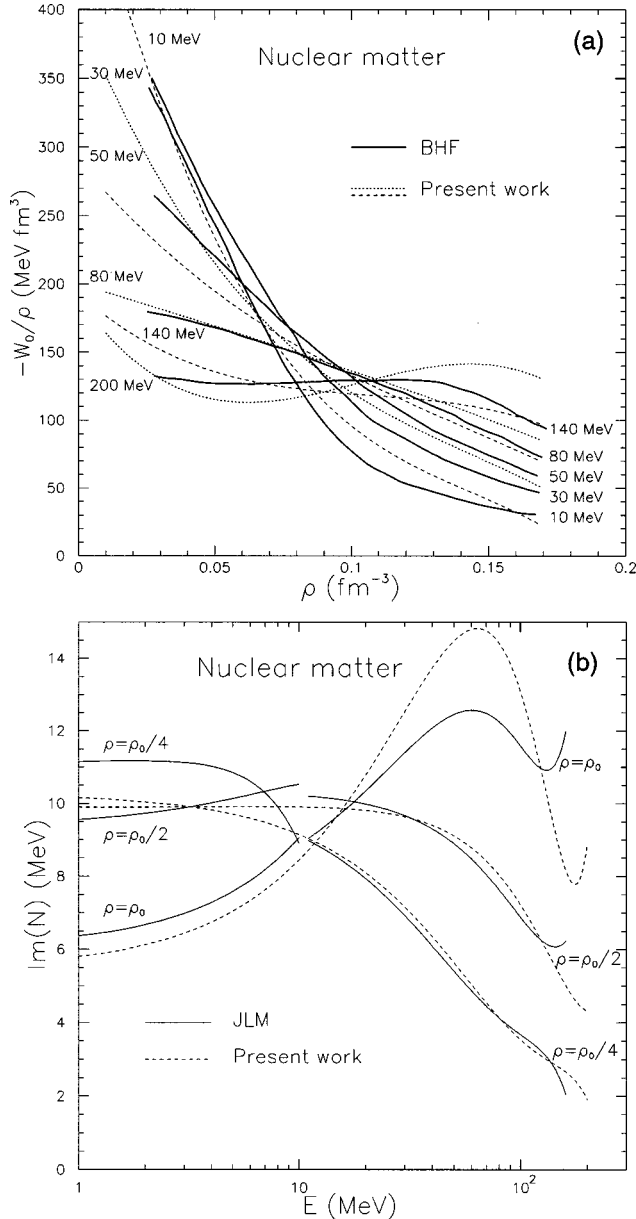 (a)
Nuclear matter
BHF
Present work
10 MeV
30 MeV
50 MeV
80 MeV
140 MeV
200 MeV
140 MeV
80 MeV
50 MeV
30 MeV
10 MeV
400
350
300
250
200
150
100
50
0
−W₀/ρ (MeV fm³)
0
0.05
0.1
0.15
0.2
ρ (fm⁻³)
(b)
Nuclear matter
ρ=ρ₀/4
ρ=ρ₀/2
ρ=ρ₀
ρ=ρ₀
ρ=ρ₀/2
ρ=ρ₀/4
JLM
Present work
14
12
10
8
6
4
2
0
Im(N) (MeV)
1
10
10²
E (MeV)